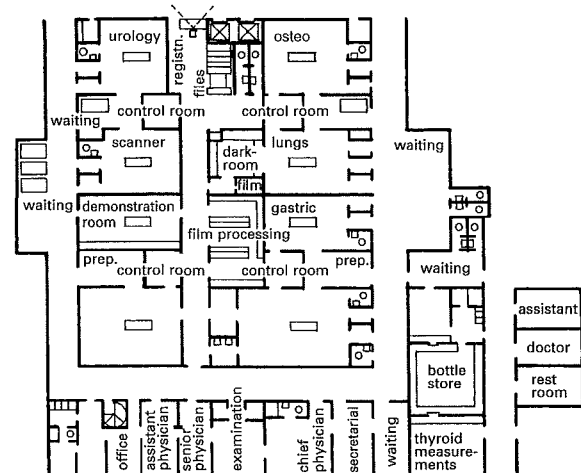 urology
registn.
files
osteo
control room
control room
waiting
scanner
dark-
room
film
lungs
waiting
waiting
demonstration
room
gastric
film processing
prep.
control room
control room
prep.
waiting
assistant
doctor
rest
room
bottle
store
office
assistant
physician
senior
physician
examination
chief
physician
secretarial
waiting
thyroid
measure-
ments